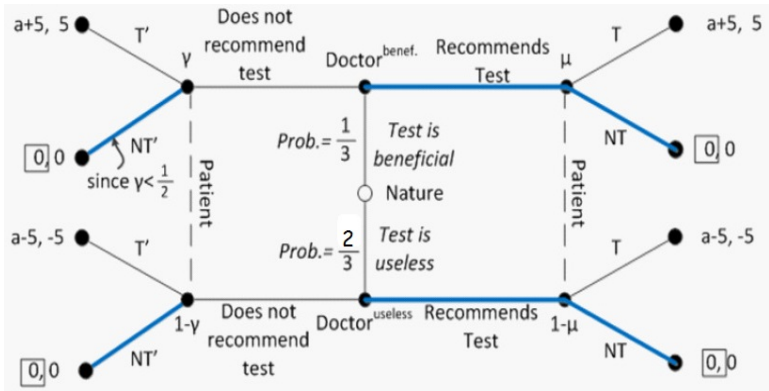 a+5, 5
T′
Does not
recommend
test
γ
Doctor benef.
Recommends
Test
μ
T
a+5, 5
0, 0
NT′
since γ< 1/2
Patient
Prob.= 1/3
Test is
beneficial
Nature
Patient
NT
0, 0
a-5, -5
T′
Prob.= 2/3
Test is
useless
T
a-5, -5
1-γ
Does not
recommend
test
Doctor useless
Recommends
Test
1-μ
0, 0
NT′
NT
0, 0